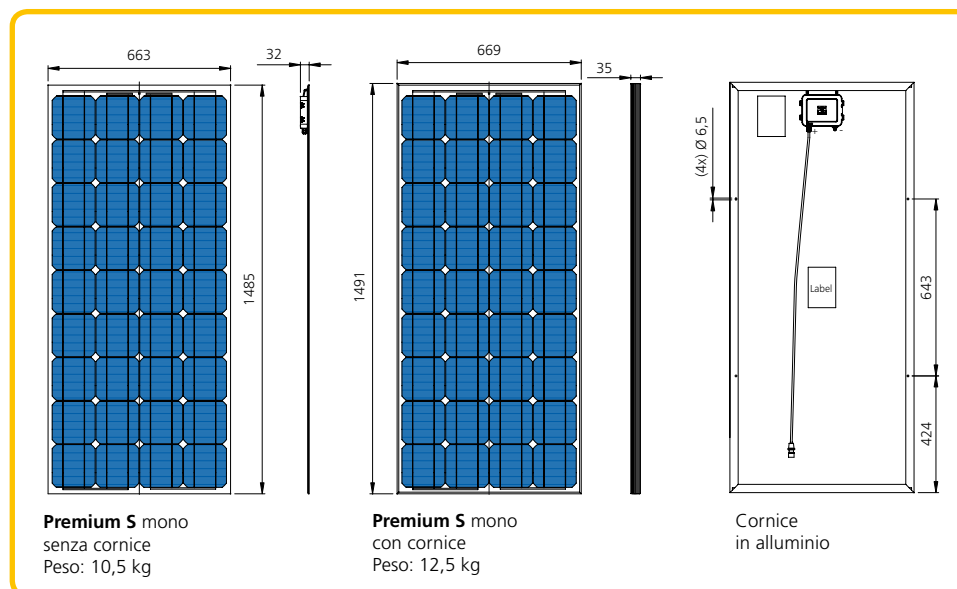 663
32
1485
Premium S mono
senza cornice
Peso: 10,5 kg
669
35
1491
Premium S mono
con cornice
Peso: 12,5 kg
(4x) Ø 6,5
+ -
Label
643
424
Cornice
in alluminio